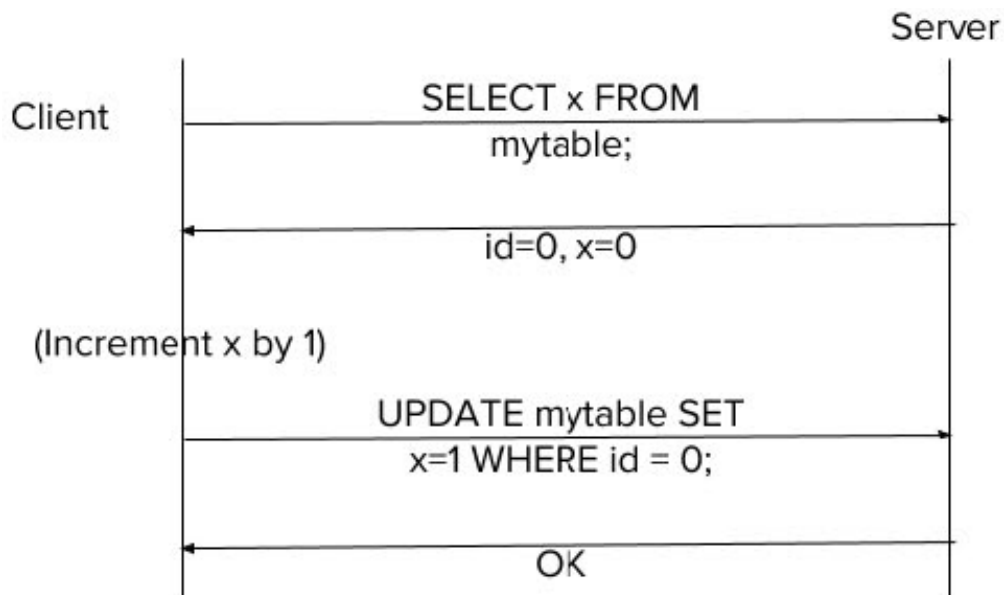 Server
Client
SELECT x FROM
mytable;
id=0, x=0
(Increment x by 1)
UPDATE mytable SET
x=1 WHERE id = 0;
OK